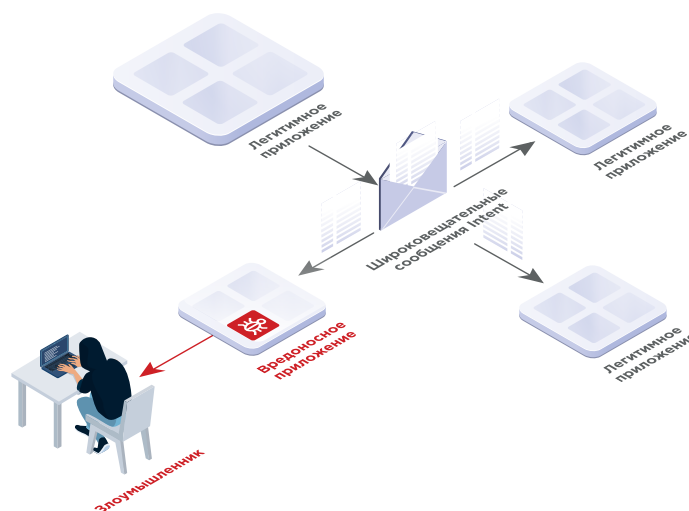 Легитимное
приложение
Легитимное
приложение
Широковещательные
сообщения Intent
Вредоносное
приложение
Легитимное
приложение
Злоумышленник